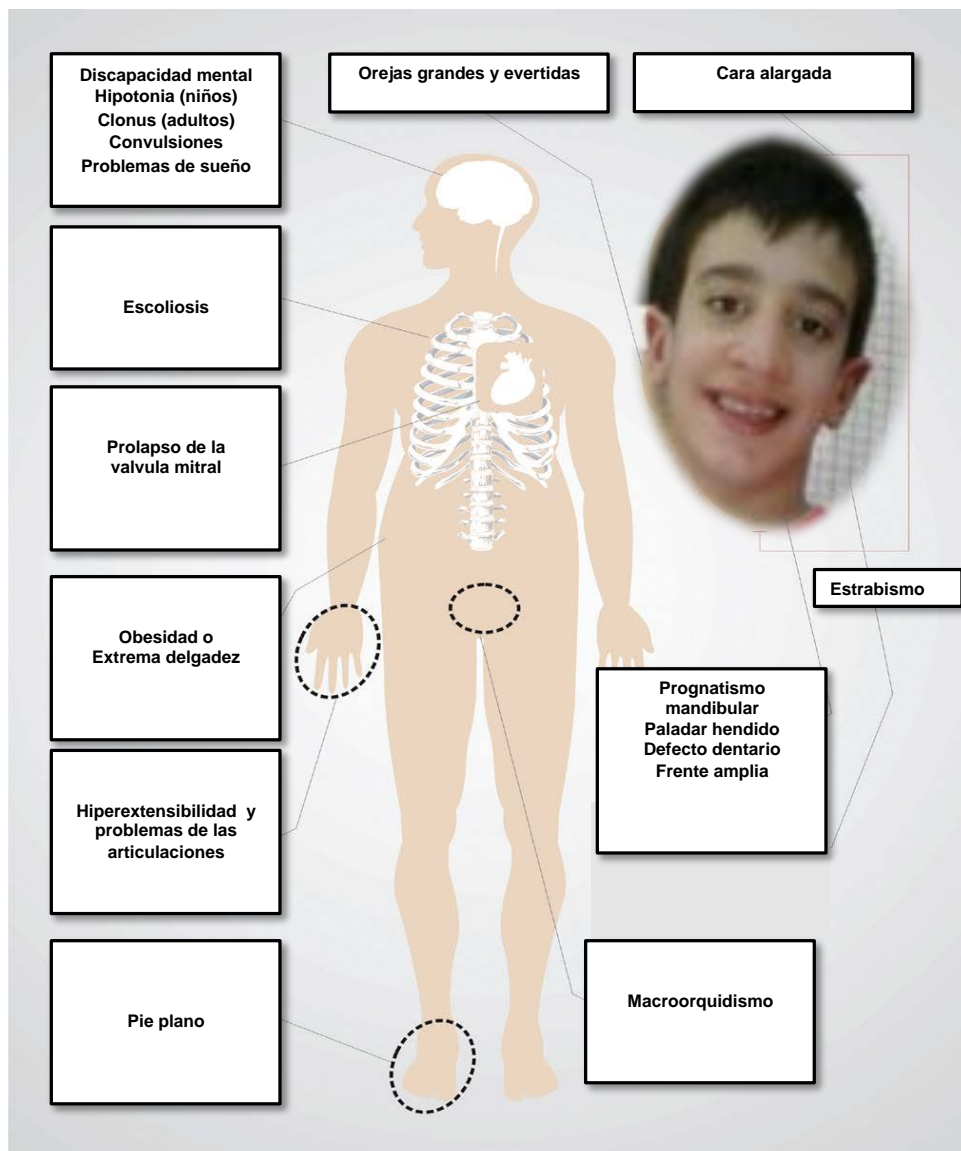 Discapacidad mental
Hipotonia (niños)
Clonus (adultos)
Convulsiones
Problemas de sueño
Orejas grandes y evertidas
Cara alargada
Escoliosis
Prolapso de la
valvula mitral
Estrabismo
Obesidad o
Extrema delgadez
Prognatismo
mandibular
Paladar hendido
Defecto dentario
Frente amplia
Hiperextensibilidad y
problemas de las
articulaciones
Macroorquidismo
Pie plano